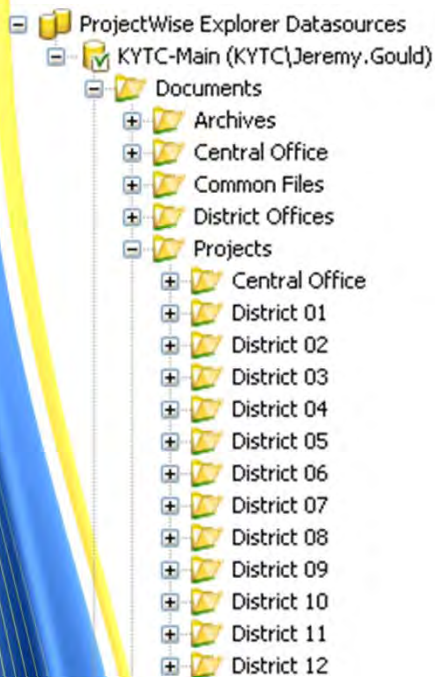 ProjectWise Explorer Datasources
KYTC-Main (KYTC\Jeremy.Gould)
Documents
Archives
Central Office
Common Files
District Offices
Projects
Central Office
District 01
District 02
District 03
District 04
District 05
District 06
District 07
District 08
District 09
District 10
District 11
District 12